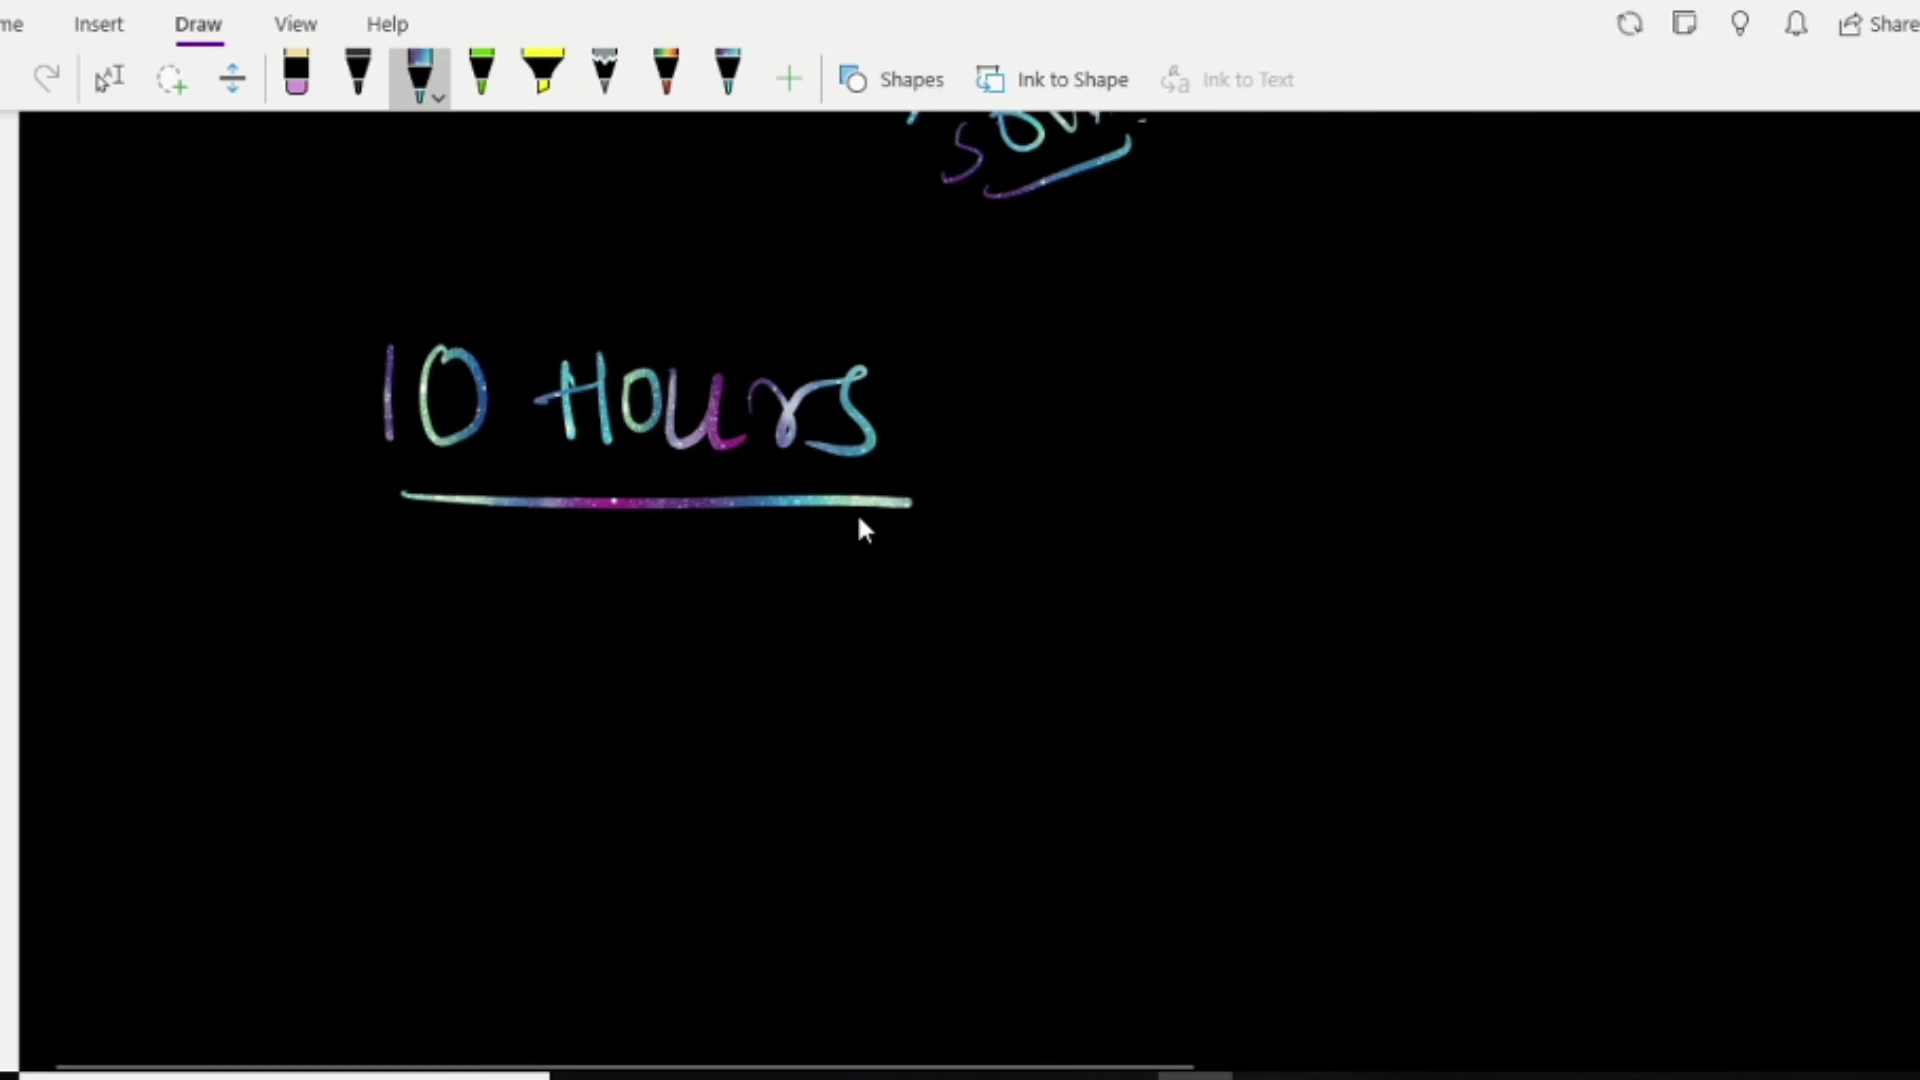 Insert Draw View Help Share
Shapes Ink to Shape Ink to Text
10 Hours